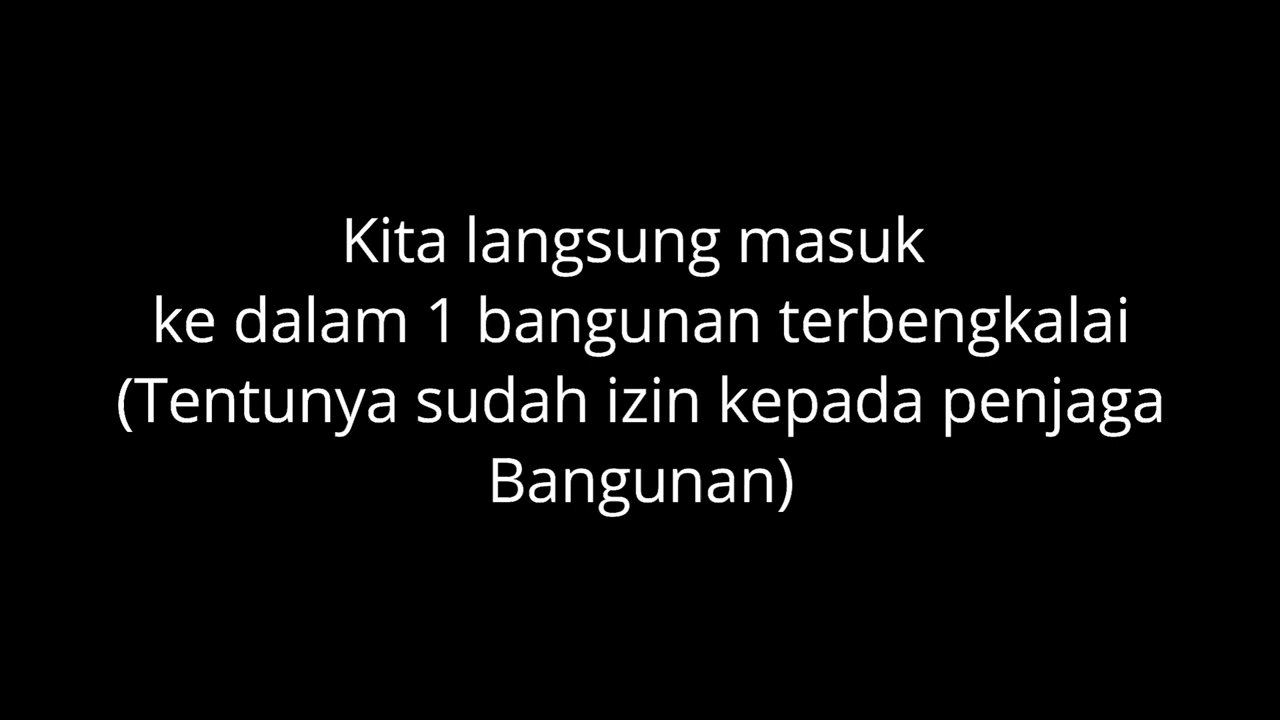 Kita langsung masuk
ke dalam 1 bangunan terbengkalai
(Tentunya sudah izin kepada penjaga
Bangunan)